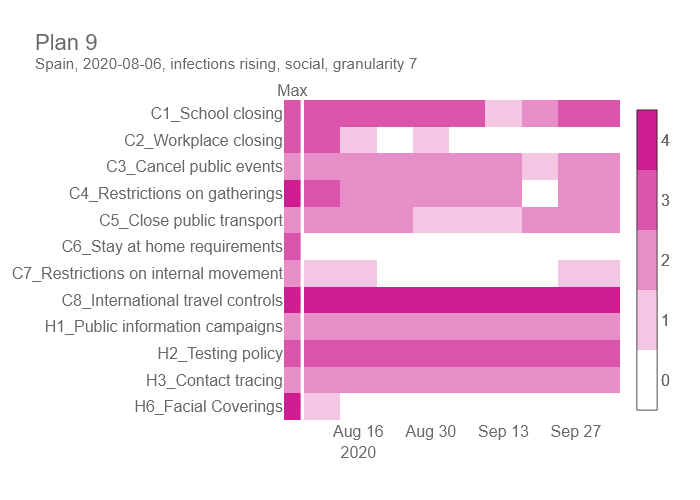 Plan 9
Spain, 2020-08-06, infections rising, social, granularity 7
Max
C1_School closing
C2_Workplace closing
C3_Cancel public events
C4_Restrictions on gatherings
C5_Close public transport
C6_Stay at home requirements
C7_Restrictions on internal movement
C8_International travel controls
H1_Public information campaigns
H2_Testing policy
H3_Contact tracing
H6_Facial Coverings
Aug 16 Aug 30 Sep 13 Sep 27
2020
4
3
2
1
0